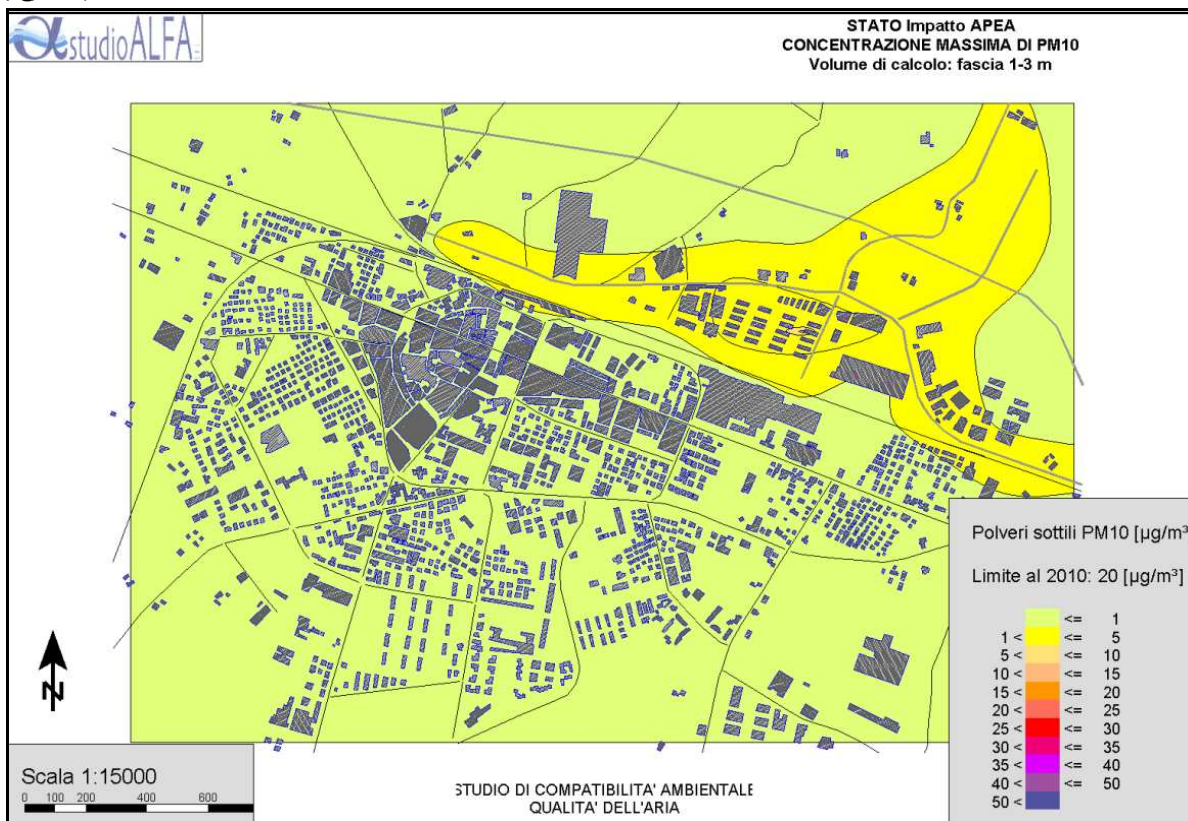 studioALFA
STATO Impatto APEA
CONCENTRAZIONE MASSIMA DI PM10
Volume di calcolo: fascia 1-3 m
N
Polveri sottili PM10 [µg/m³
Limite al 2010: 20 [µg/m³]
<= 1
1 < <= 5
5 < <= 10
10 < <= 15
15 < <= 20
20 < <= 25
25 < <= 30
30 < <= 35
35 < <= 40
40 < <= 50
50 <
Scala 1:15000
0 100 200 400 600
STUDIO DI COMPATIBILITA' AMBIENTALE
QUALITA' DELL'ARIA